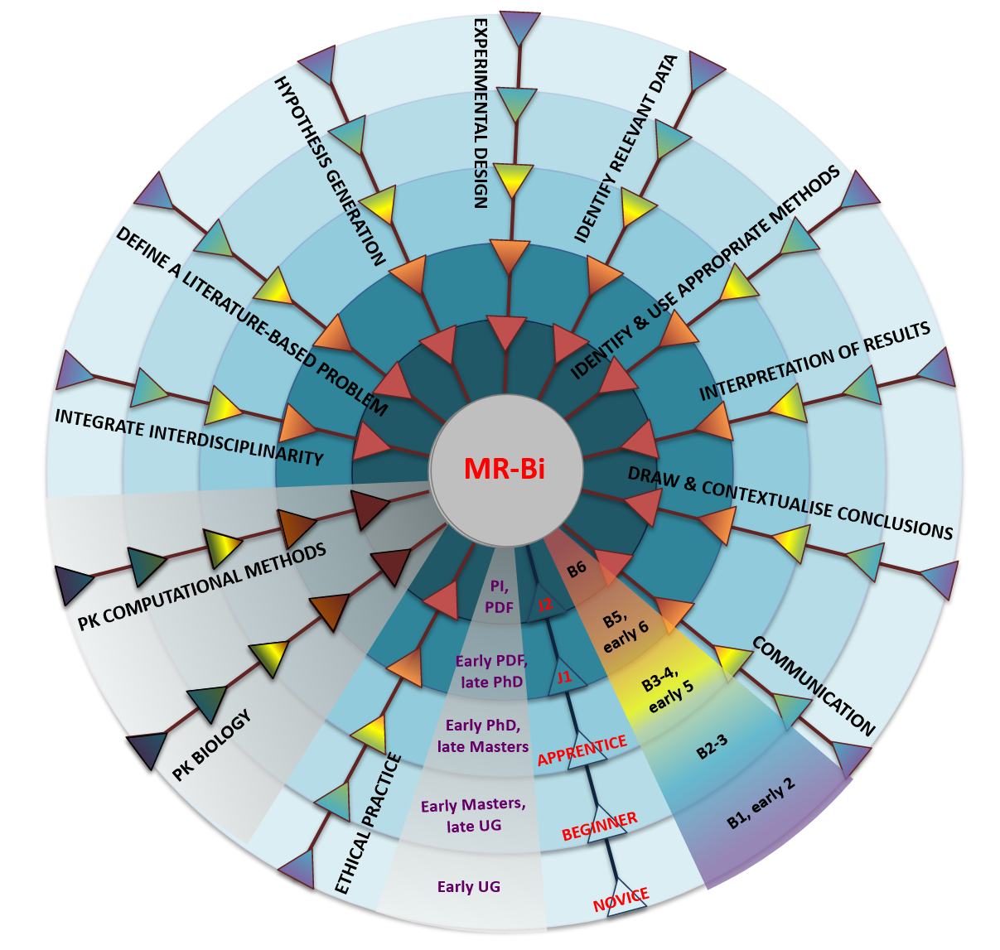 EXPERIMENTAL DESIGN
IDENTIFY RELEVANT DATA
IDENTIFY & USE APPROPRIATE METHODS
INTERPRETATION OF RESULTS
DRAW & CONTEXTUALISE CONCLUSIONS
COMMUNICATION
HYPOTHESIS GENERATION
DEFINE A LITERATURE-BASED PROBLEM
INTEGRATE INTERDISCIPLINARITY
PK COMPUTATIONAL METHODS
PK BIOLOGY
ETHICAL PRACTICE
MR-Bi
PI,
PDF
Early PDF,
late PhD
Early PhD,
late Masters
Early Masters,
late UG
Early UG
J2
J1
APPRENTICE
BEGINNER
NOVICE
B6
B5,
early 6
B3-4,
early 5
B2-3
B1, early 2